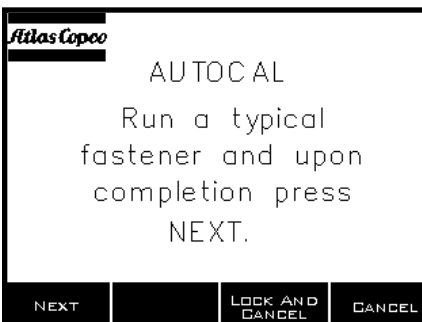 Atlas Copco
AUTOCAL
Run a typical
fastener and upon
completion press
NEXT.
NEXT
LOCK AND
CANCEL
CANCEL